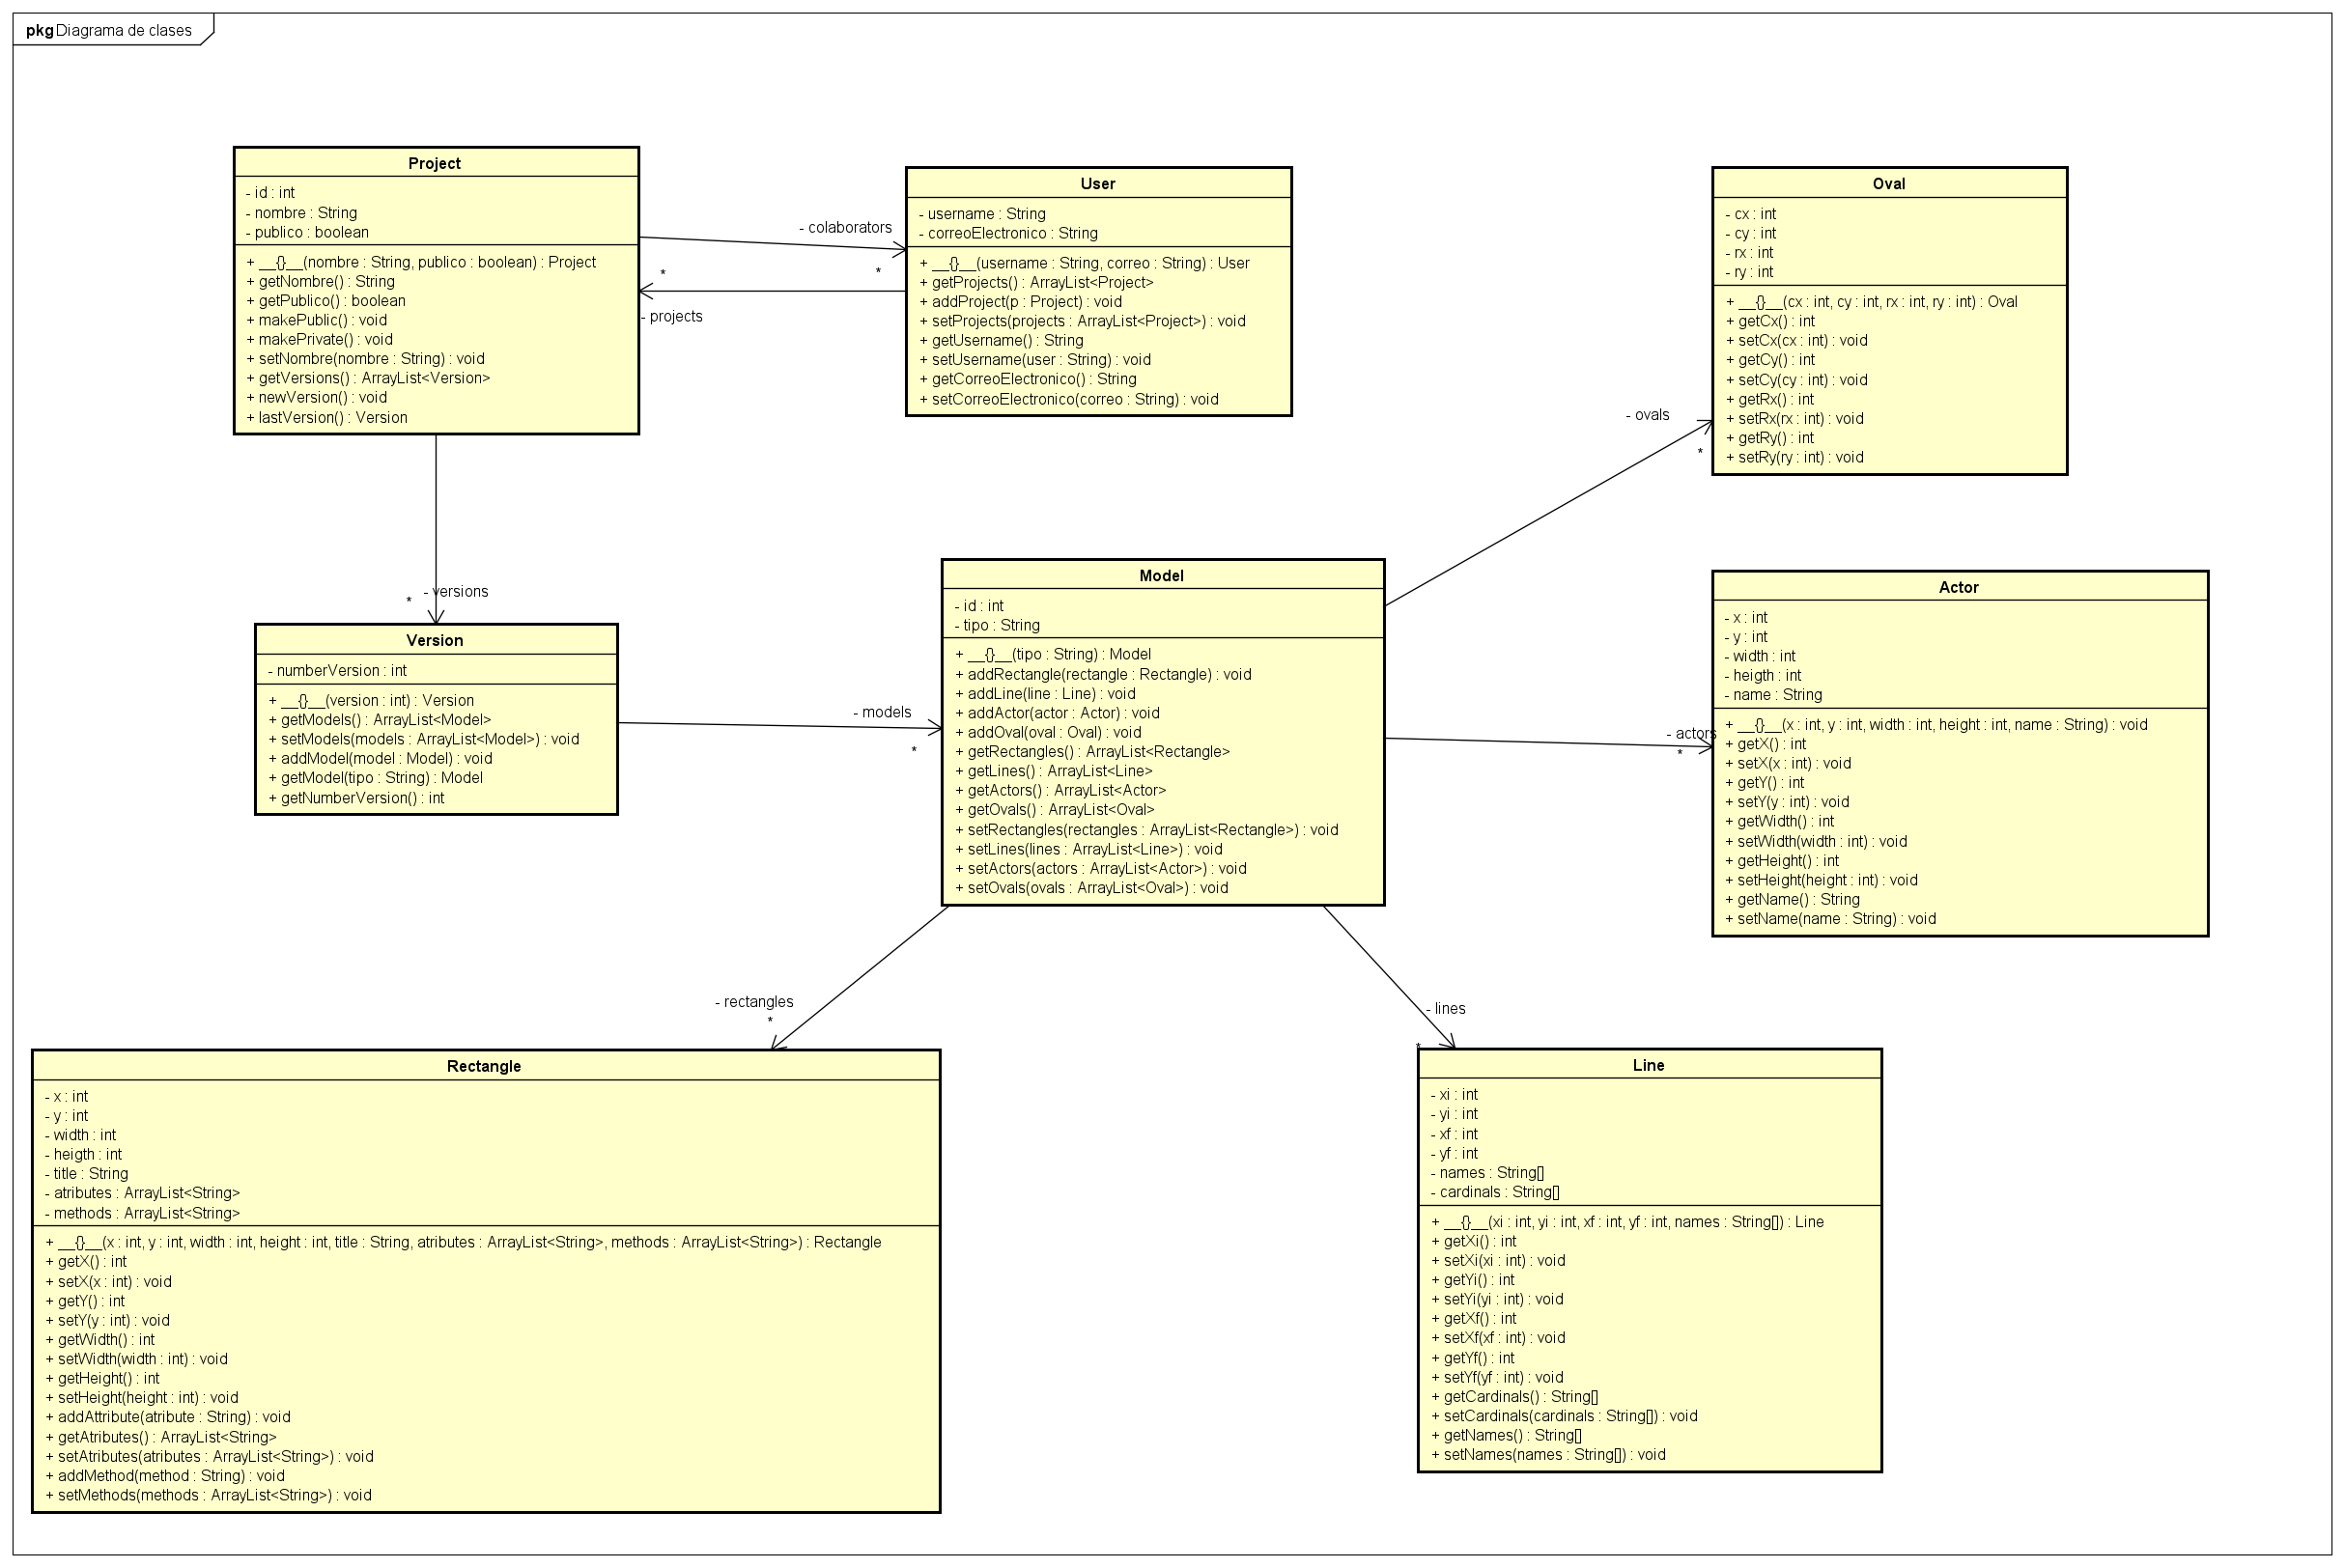 pkg Diagrama de clases
Project
- id : int
- nombre : String
- publico : boolean
+ __{}__(nombre : String, publico : boolean) : Project
+ getNombre() : String
+ getPublico() : boolean
+ makePublic() : void
+ makePrivate() : void
+ setNombre(nombre : String) : void
+ getVersions() : ArrayList<Version>
+ newVersion() : void
+ lastVersion() : Version
- colaborators
*
*
- projects
User
- username : String
- correoElectronico : String
+ __{}__(username : String, correo : String) : User
+ getProjects() : ArrayList<Project>
+ addProject(p : Project) : void
+ setProjects(projects : ArrayList<Project>) : void
+ getUsername() : String
+ setUsername(user : String) : void
+ getCorreoElectronico() : String
+ setCorreoElectronico(correo : String) : void
Oval
- cx : int
- cy : int
- rx : int
- ry : int
+ __{}__(cx : int, cy : int, rx : int, ry : int) : Oval
+ getCx() : int
+ setCx(cx : int) : void
+ getCy() : int
+ setCy(cy : int) : void
+ getRx() : int
+ setRx(rx : int) : void
+ getRy() : int
+ setRy(ry : int) : void
- ovals
*
- versions
*
Version
- numberVersion : int
+ __{}__(version : int) : Version
+ getModels() : ArrayList<Model>
+ setModels(models : ArrayList<Model>) : void
+ addModel(model : Model) : void
+ getModel(tipo : String) : Model
+ getNumberVersion() : int
- models
*
Model
- id : int
- tipo : String
+ __{}__(tipo : String) : Model
+ addRectangle(rectangle : Rectangle) : void
+ addLine(line : Line) : void
+ addActor(actor : Actor) : void
+ addOval(oval : Oval) : void
+ getRectangles() : ArrayList<Rectangle>
+ getLines() : ArrayList<Line>
+ getActors() : ArrayList<Actor>
+ getOvals() : ArrayList<Oval>
+ setRectangles(rectangles : ArrayList<Rectangle>) : void
+ setLines(lines : ArrayList<Line>) : void
+ setActors(actors : ArrayList<Actor>) : void
+ setOvals(ovals : ArrayList<Oval>) : void
- actors
*
Actor
- x : int
- y : int
- width : int
- heigth : int
- name : String
+ __{}__(x : int, y : int, width : int, height : int, name : String) : void
+ getX() : int
+ setX(x : int) : void
+ getY() : int
+ setY(y : int) : void
+ getWidth() : int
+ setWidth(width : int) : void
+ getHeight() : int
+ setHeight(height : int) : void
+ getName() : String
+ setName(name : String) : void
- rectangles
*
- lines
*
Rectangle
- x : int
- y : int
- width : int
- heigth : int
- title : String
- atributes : ArrayList<String>
- methods : ArrayList<String>
+ __{}__(x : int, y : int, width : int, height : int, title : String, atributes : ArrayList<String>, methods : ArrayList<String>) : Rectangle
+ getX() : int
+ setX(x : int) : void
+ getY() : int
+ setY(y : int) : void
+ getWidth() : int
+ setWidth(width : int) : void
+ getHeight() : int
+ setHeight(height : int) : void
+ addAttribute(atribute : String) : void
+ getAtributes() : ArrayList<String>
+ setAtributes(atributes : ArrayList<String>) : void
+ addMethod(method : String) : void
+ setMethods(methods : ArrayList<String>) : void
Line
- xi : int
- yi : int
- xf : int
- yf : int
- names : String[]
- cardinals : String[]
+ __{}__(xi : int, yi : int, xf : int, yf : int, names : String[]) : Line
+ getXi() : int
+ setXi(xi : int) : void
+ getYi() : int
+ setYi(yi : int) : void
+ getXf() : int
+ setXf(xf : int) : void
+ getYf() : int
+ setYf(yf : int) : void
+ getCardinals() : String[]
+ setCardinals(cardinals : String[]) : void
+ getNames() : String[]
+ setNames(names : String[]) : void